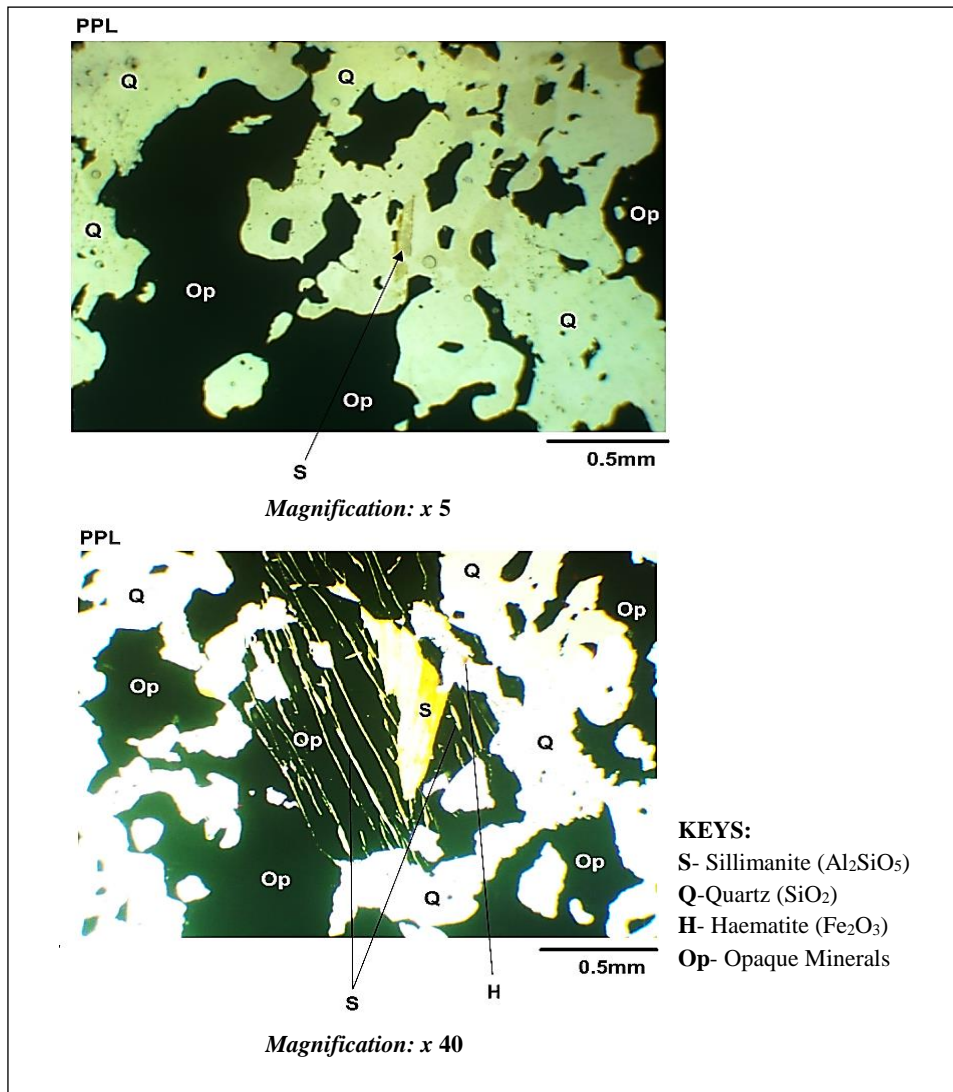 PPL
Q
Q
Q
Op
Op
Q
Op
S
0.5mm
Magnification: x 5
PPL
Q
Q
Op
Op
S
Op
Q
Op
Op
Q
0.5mm
S
H
Magnification: x 40
KEYS:
S- Sillimanite (Al₂SiO₅)
Q-Quartz (SiO₂)
H- Haematite (Fe₂O₃)
Op- Opaque Minerals